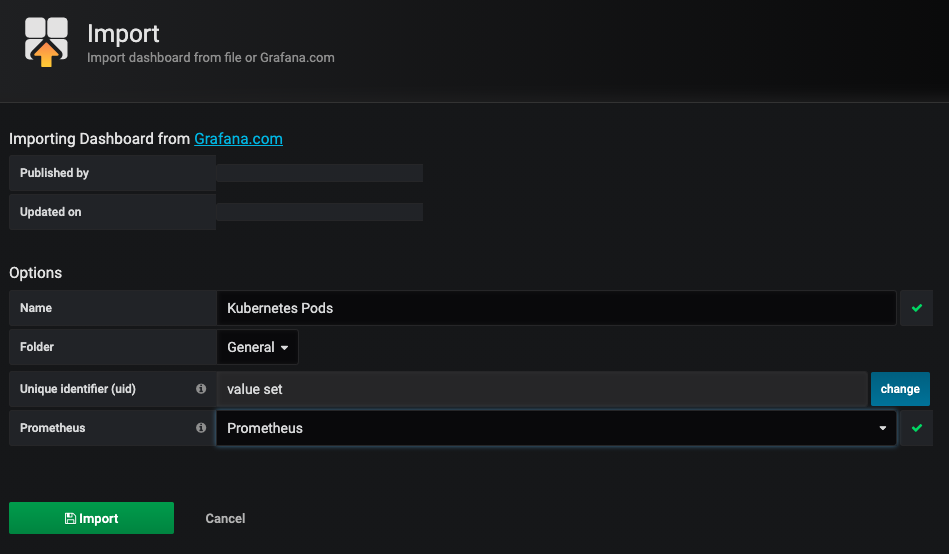 Import
Import dashboard from file or Grafana.com
Importing Dashboard from Grafana.com
Published by
Updated on
Options
Name Kubernetes Pods
Folder General
Unique identifier (uid) value set change
Prometheus Prometheus
Import Cancel